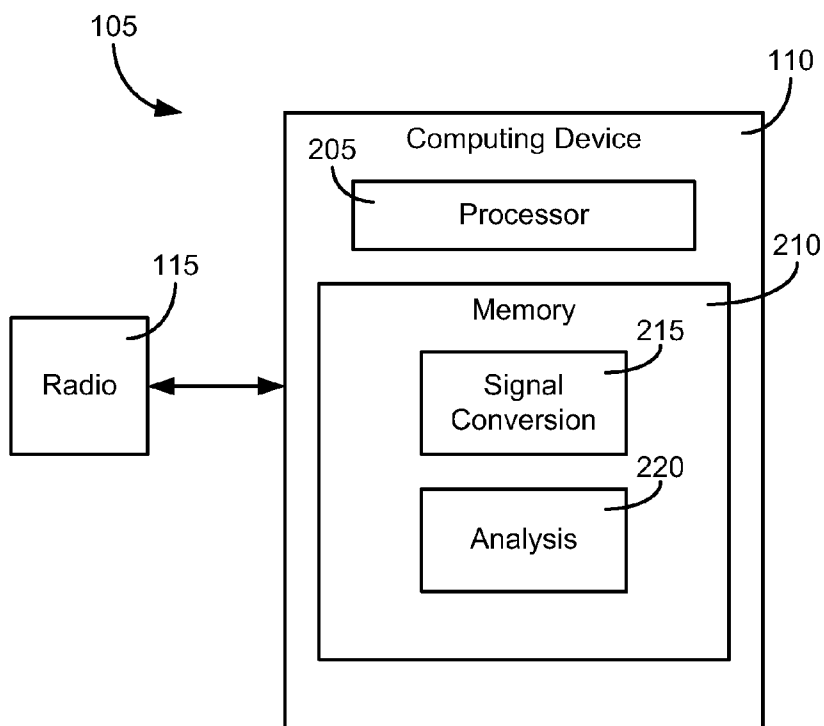 105
110
Computing Device
205
Processor
210
115
Memory
215
Radio
Signal
Conversion
220
Analysis